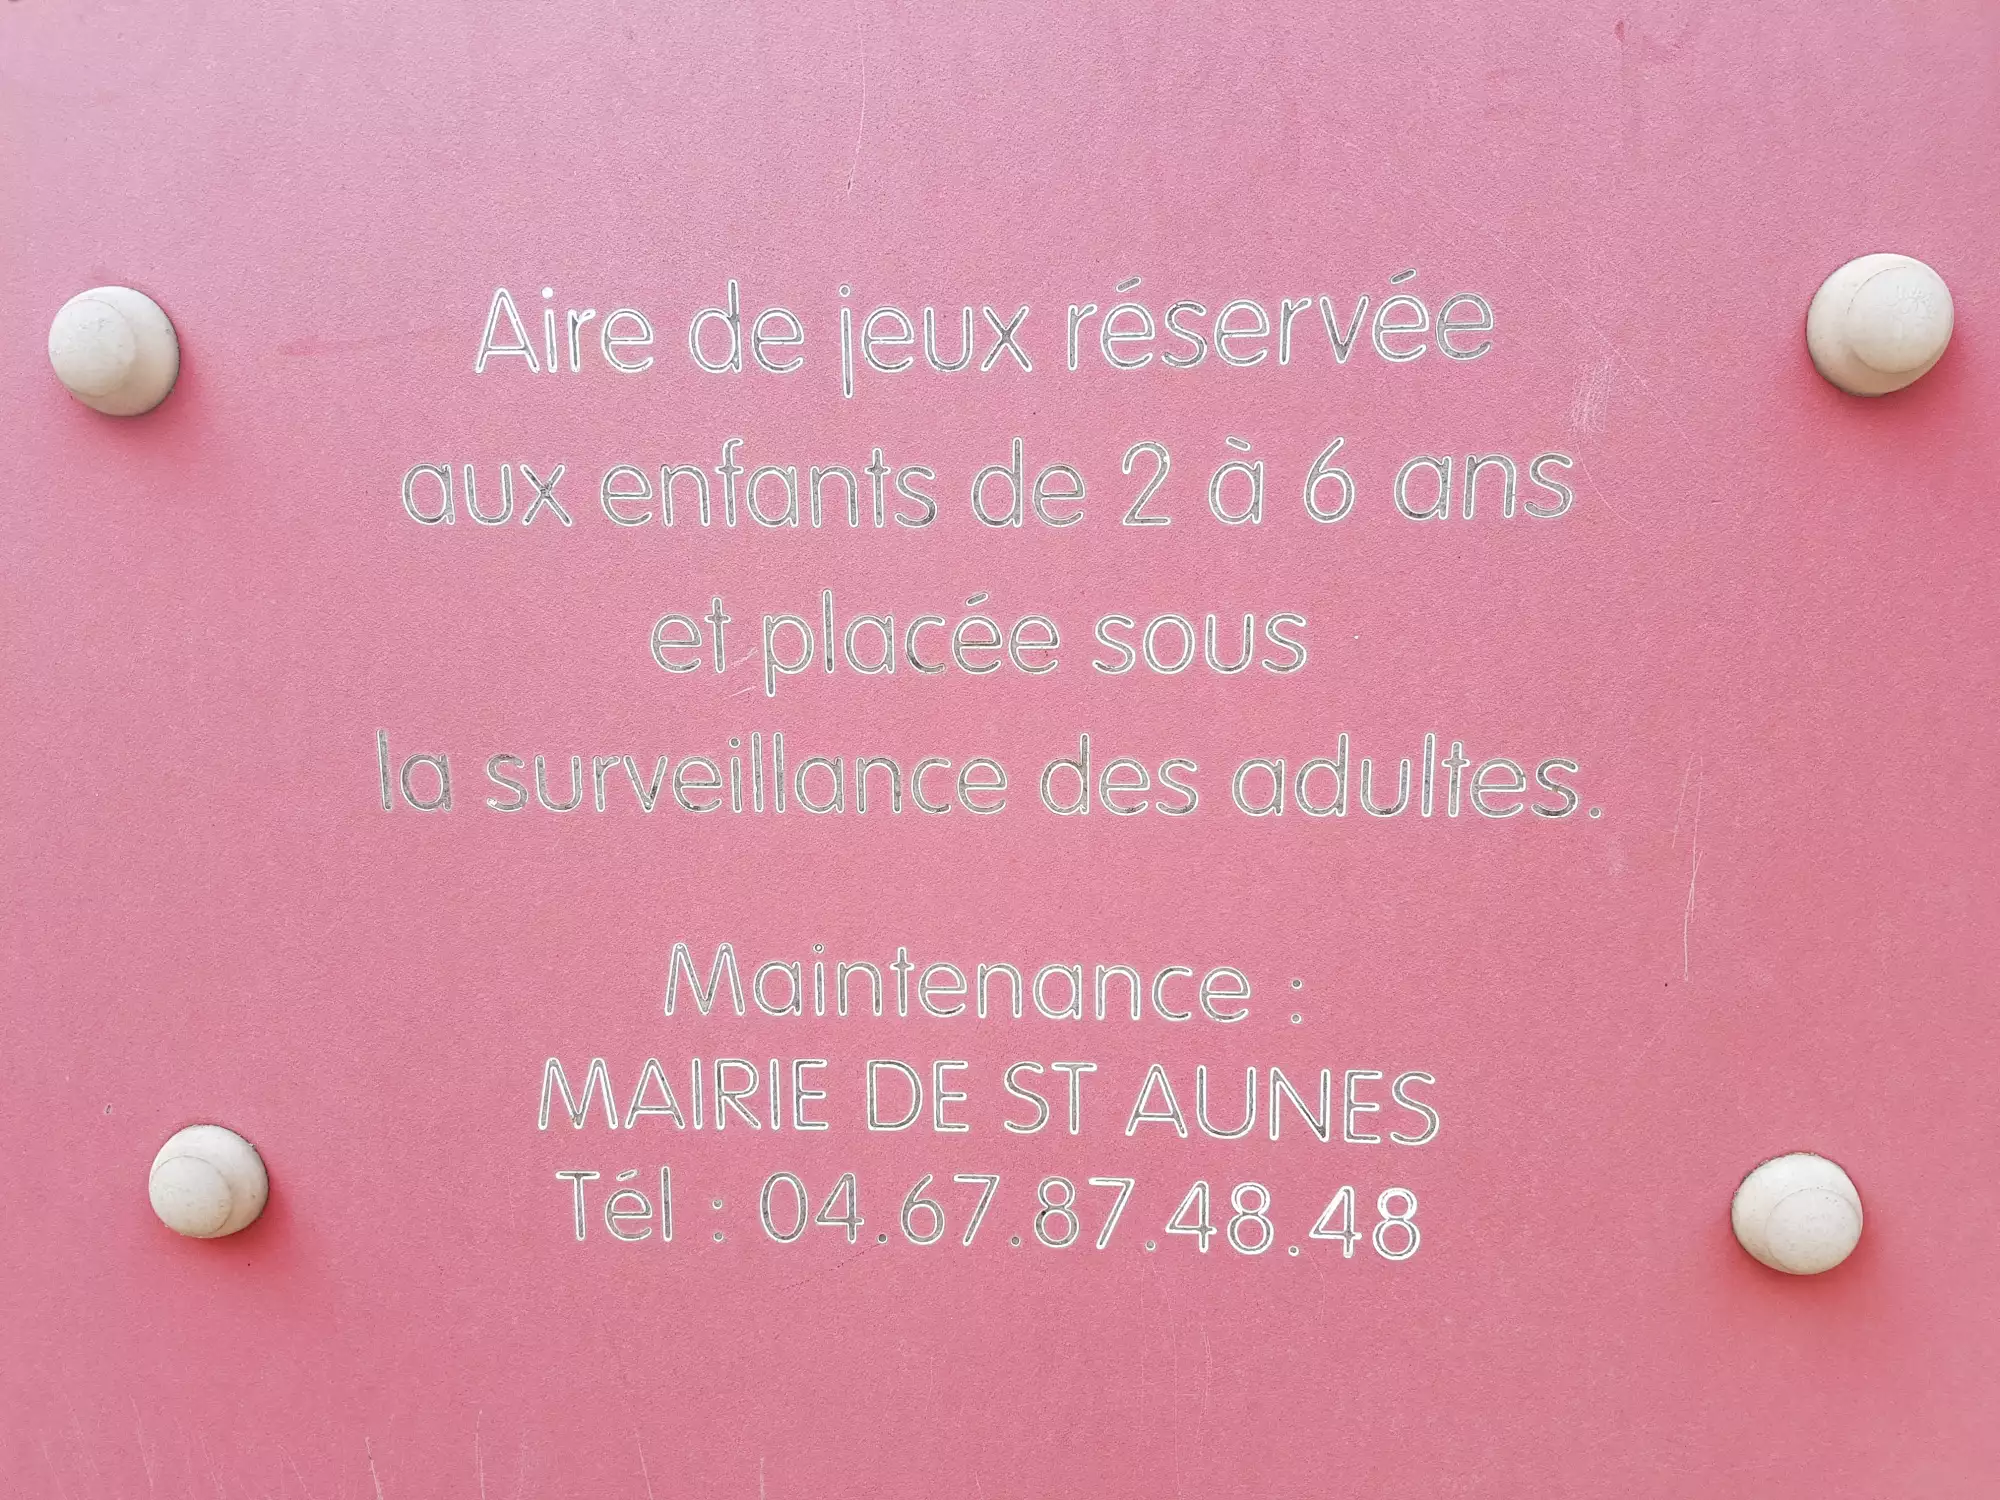 Aire de jeux réservée
aux enfants de 2 à 6 ans
et placée sous
la surveillance des adultes.
Maintenance :
MAIRIE DE ST AUNES
Tél : 04.67.87.48.48